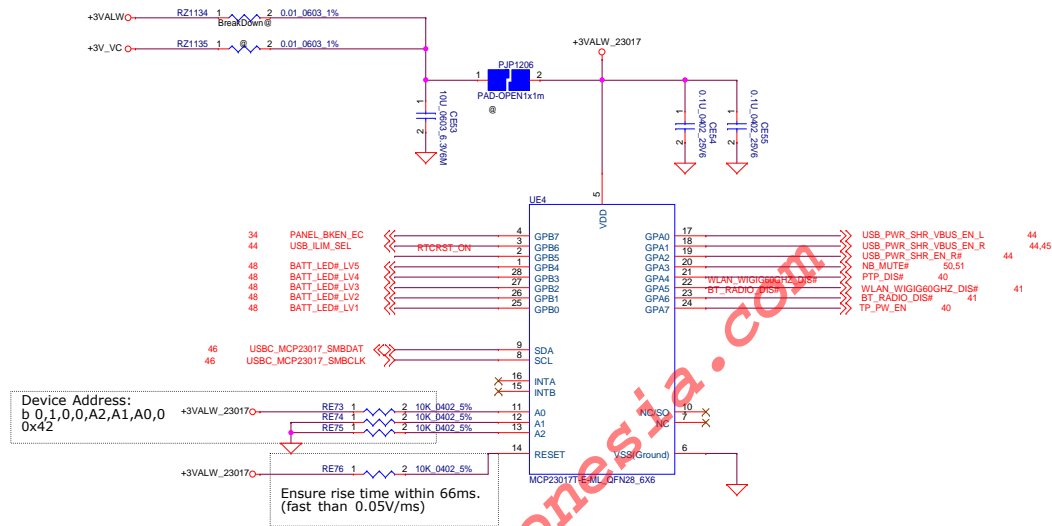 +3VALW RZ1134 1 2 0.01_0603_1%
BreakDown@
+3V_VC RZ1135 1 @ 2 0.01_0603_1%
+3VALW_23017
PJP1206
1 2
PAD-OPEN1x1m
@
1 2 CE53
10U_0603_6.3V6M
1 2 CE54
0.1U_0402_25V6
1 2 CE55
0.1U_0402_25V6
UE4
5 VDD
34 PANEL_BKEN_EC 4 GPB7
44 USB_ILIM_SEL 3 GPB6
RTCRST_ON 2 GPB5
48 BATT_LED#_LV5 1 GPB4
48 BATT_LED#_LV4 28 GPB3
48 BATT_LED#_LV3 27 GPB2
48 BATT_LED#_LV2 26 GPB1
48 BATT_LED#_LV1 25 GPB0
GPA0 17 USB_PWR_SHR_VBUS_EN_L 44
GPA1 18 USB_PWR_SHR_VBUS_EN_R 44,45
GPA2 19 USB_PWR_SHR_EN_R# 44
GPA3 20 NB_MUTE# 50,51
GPA4 21 PTP_DIS# 40
GPA5 22 WLAN_WIGIG60GHZ_DIS# WLAN_WIGIG60GHZ_DIS# 41
GPA6 23 BT_RADIO_DIS# BT_RADIO_DIS# 41
GPA7 24 TP_PW_EN 40
46 USBC_MCP23017_SMBDAT 9 SDA
46 USBC_MCP23017_SMBCLK 8 SCL
16 INTA
15 INTB
Device Address:
b 0,1,0,0,A2,A1,A0,0
0x42
+3VALW_23017 RE73 1 2 10K_0402_5% 11 A0
RE74 1 2 10K_0402_5% 12 A1
RE75 1 2 10K_0402_5% 13 A2
NC/SO 10
NC 7
14 RESET
VSS(Ground) 6
+3VALW_23017 RE76 1 2 10K_0402_5%
MCP23017T-E-ML_QFN28_6X6
Ensure rise time within 66ms.
(fast than 0.05V/ms)
onesia.com